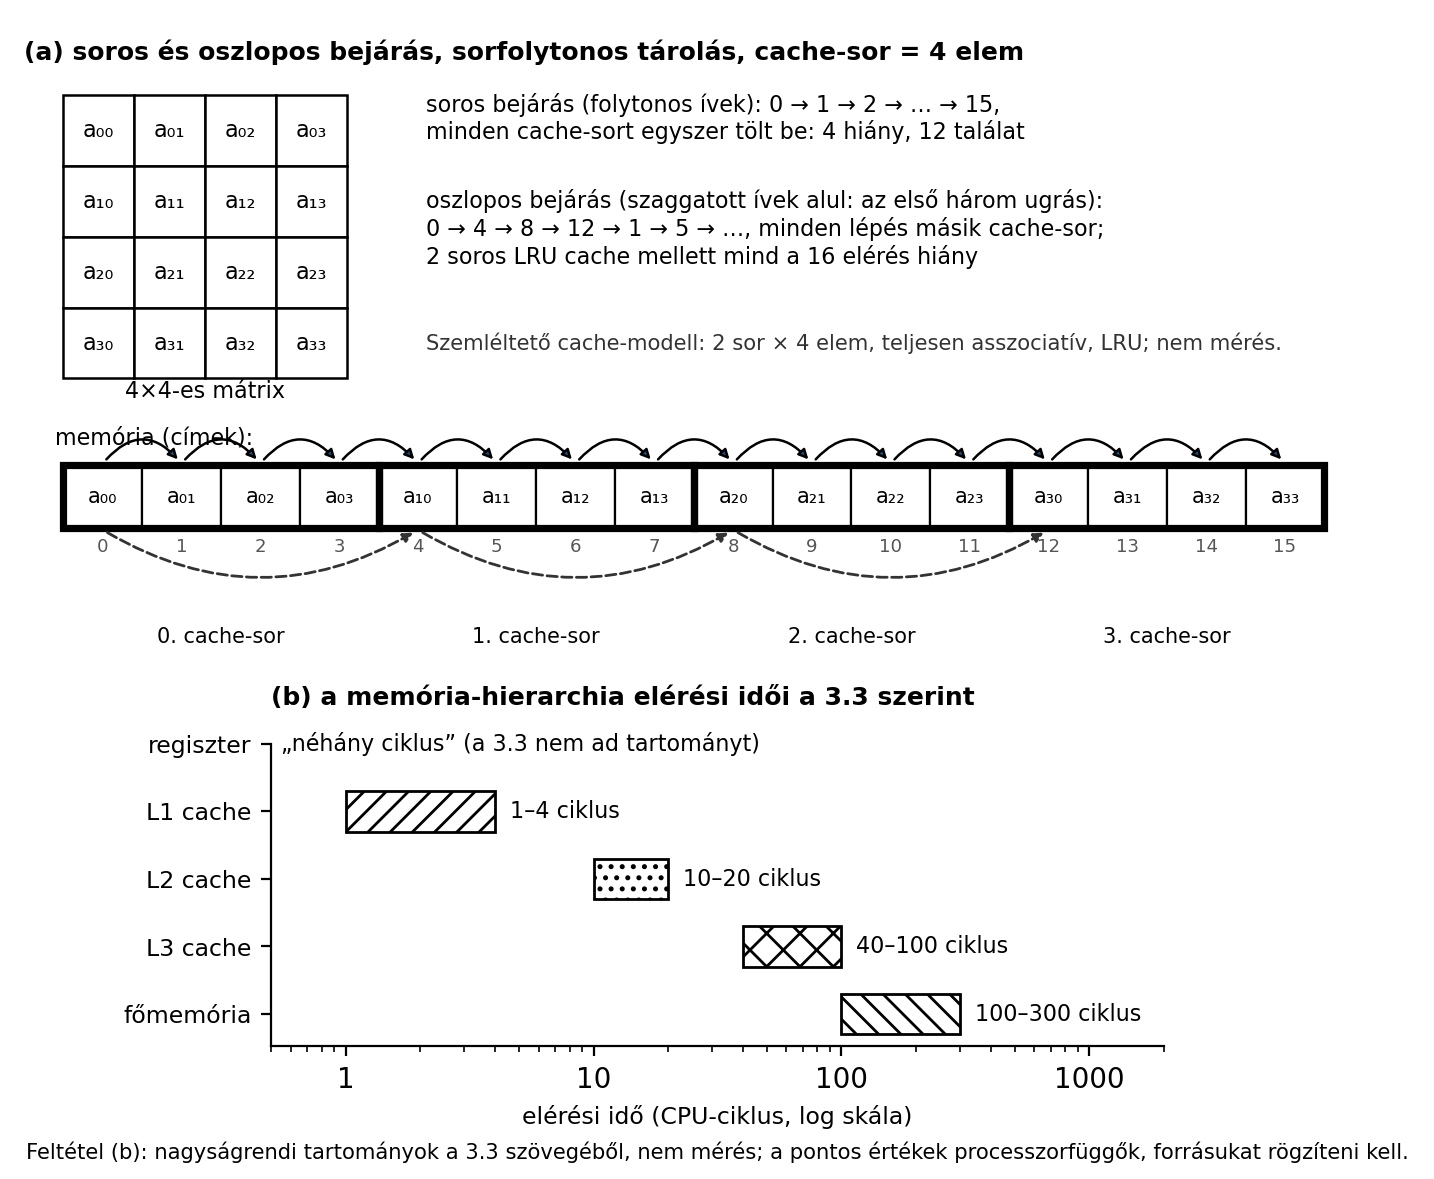 (a) soros és oszlopos bejárás, sorfolytonos tárolás, cache-sor = 4 elem
a₀₀ a₀₁ a₀₂ a₀₃
a₁₀ a₁₁ a₁₂ a₁₃
a₂₀ a₂₁ a₂₂ a₂₃
a₃₀ a₃₁ a₃₂ a₃₃
4×4-es mátrix
soros bejárás (folytonos ívek): 0 → 1 → 2 → … → 15,
minden cache-sort egyszer tölt be: 4 hiány, 12 találat
oszlopos bejárás (szaggatott ívek alul: az első három ugrás):
0 → 4 → 8 → 12 → 1 → 5 → …, minden lépés másik cache-sor;
2 soros LRU cache mellett mind a 16 elérés hiány
Szemléltető cache-modell: 2 sor × 4 elem, teljesen asszociatív, LRU; nem mérés.
memória (címek):
a₀₀ a₀₁ a₀₂ a₀₃ a₁₀ a₁₁ a₁₂ a₁₃ a₂₀ a₂₁ a₂₂ a₂₃ a₃₀ a₃₁ a₃₂ a₃₃
0 1 2 3 4 5 6 7 8 9 10 11 12 13 14 15
0. cache-sor 1. cache-sor 2. cache-sor 3. cache-sor
(b) a memória-hierarchia elérési idői a 3.3 szerint
regiszter „néhány ciklus” (a 3.3 nem ad tartományt)
L1 cache 1–4 ciklus
L2 cache 10–20 ciklus
L3 cache 40–100 ciklus
főmemória 100–300 ciklus
1 10 100 1000
elérési idő (CPU-ciklus, log skála)
Feltétel (b): nagyságrendi tartományok a 3.3 szövegéből, nem mérés; a pontos értékek processzorfüggők, forrásukat rögzíteni kell.